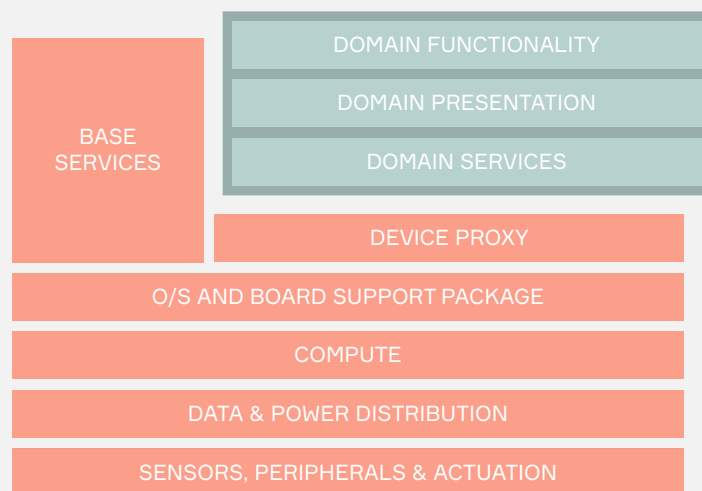 DOMAIN FUNCTIONALITY
DOMAIN PRESENTATION
BASE
SERVICES
DOMAIN SERVICES
DEVICE PROXY
O/S AND BOARD SUPPORT PACKAGE
COMPUTE
DATA & POWER DISTRIBUTION
SENSORS, PERIPHERALS & ACTUATION